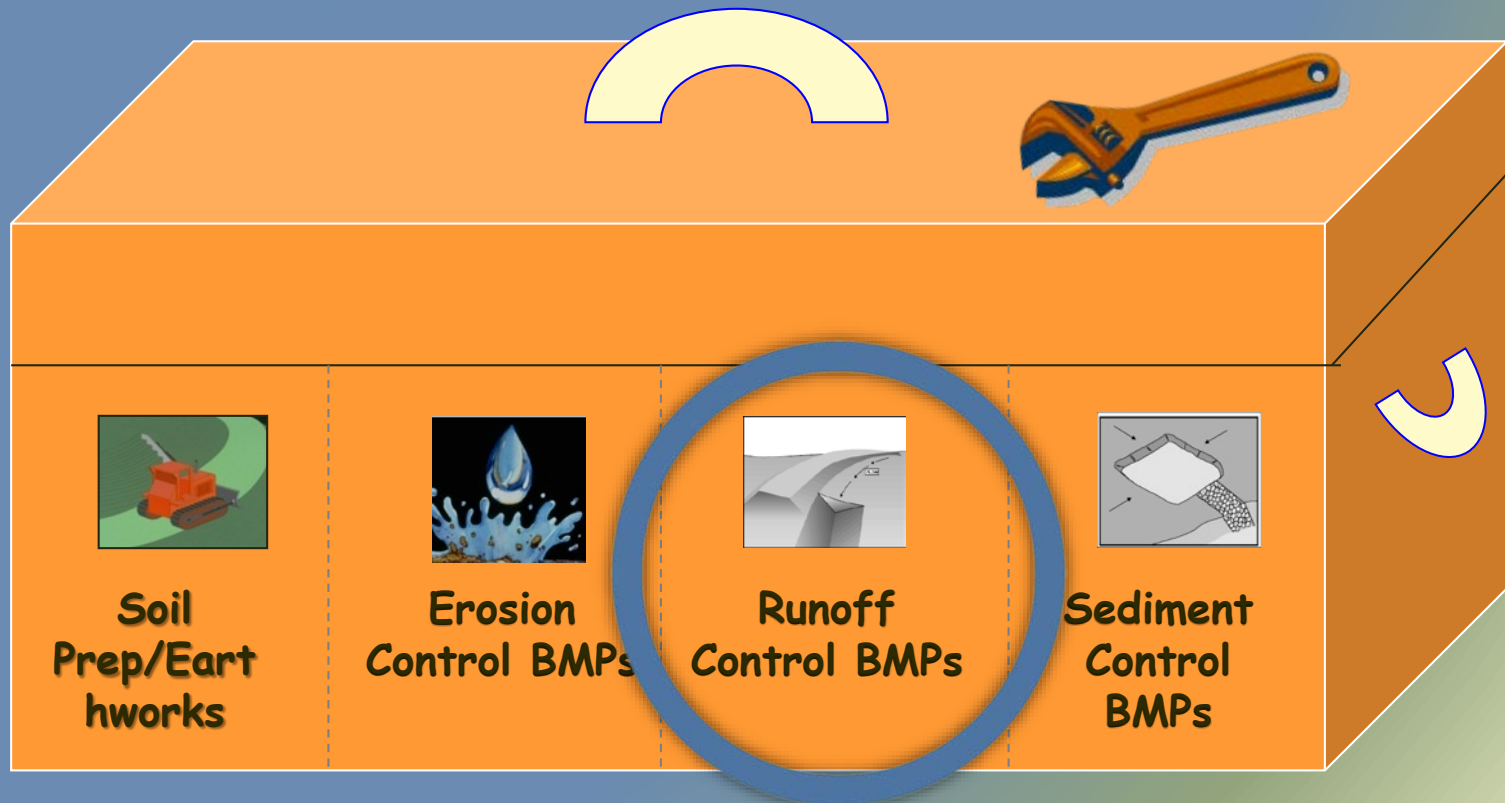 Soil
Prep/Eart
hworks
Erosion
Control BMPs
Runoff
Control BMPs
Sediment
Control
BMPs